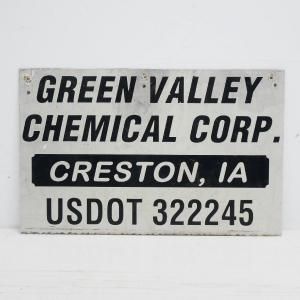 GREEN VALLEY
CHEMICAL CORP.
CRESTON, IA
USDOT 322245